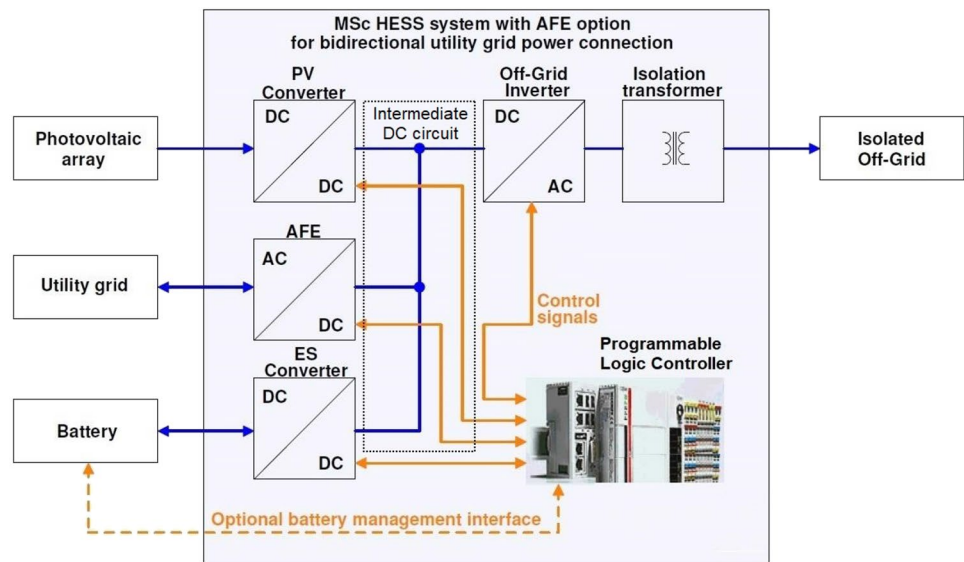 MSc HESS system with AFE option
for bidirectional utility grid power connection
PV
Converter
Off-Grid
Inverter
Isolation
transformer
DC
DC
Intermediate
DC circuit
DC
AC
Photovoltaic
array
Isolated
Off-Grid
AFE
AC
DC
Utility grid
Control
signals
Programmable
Logic Controller
ES
Converter
DC
DC
Battery
Optional battery management interface